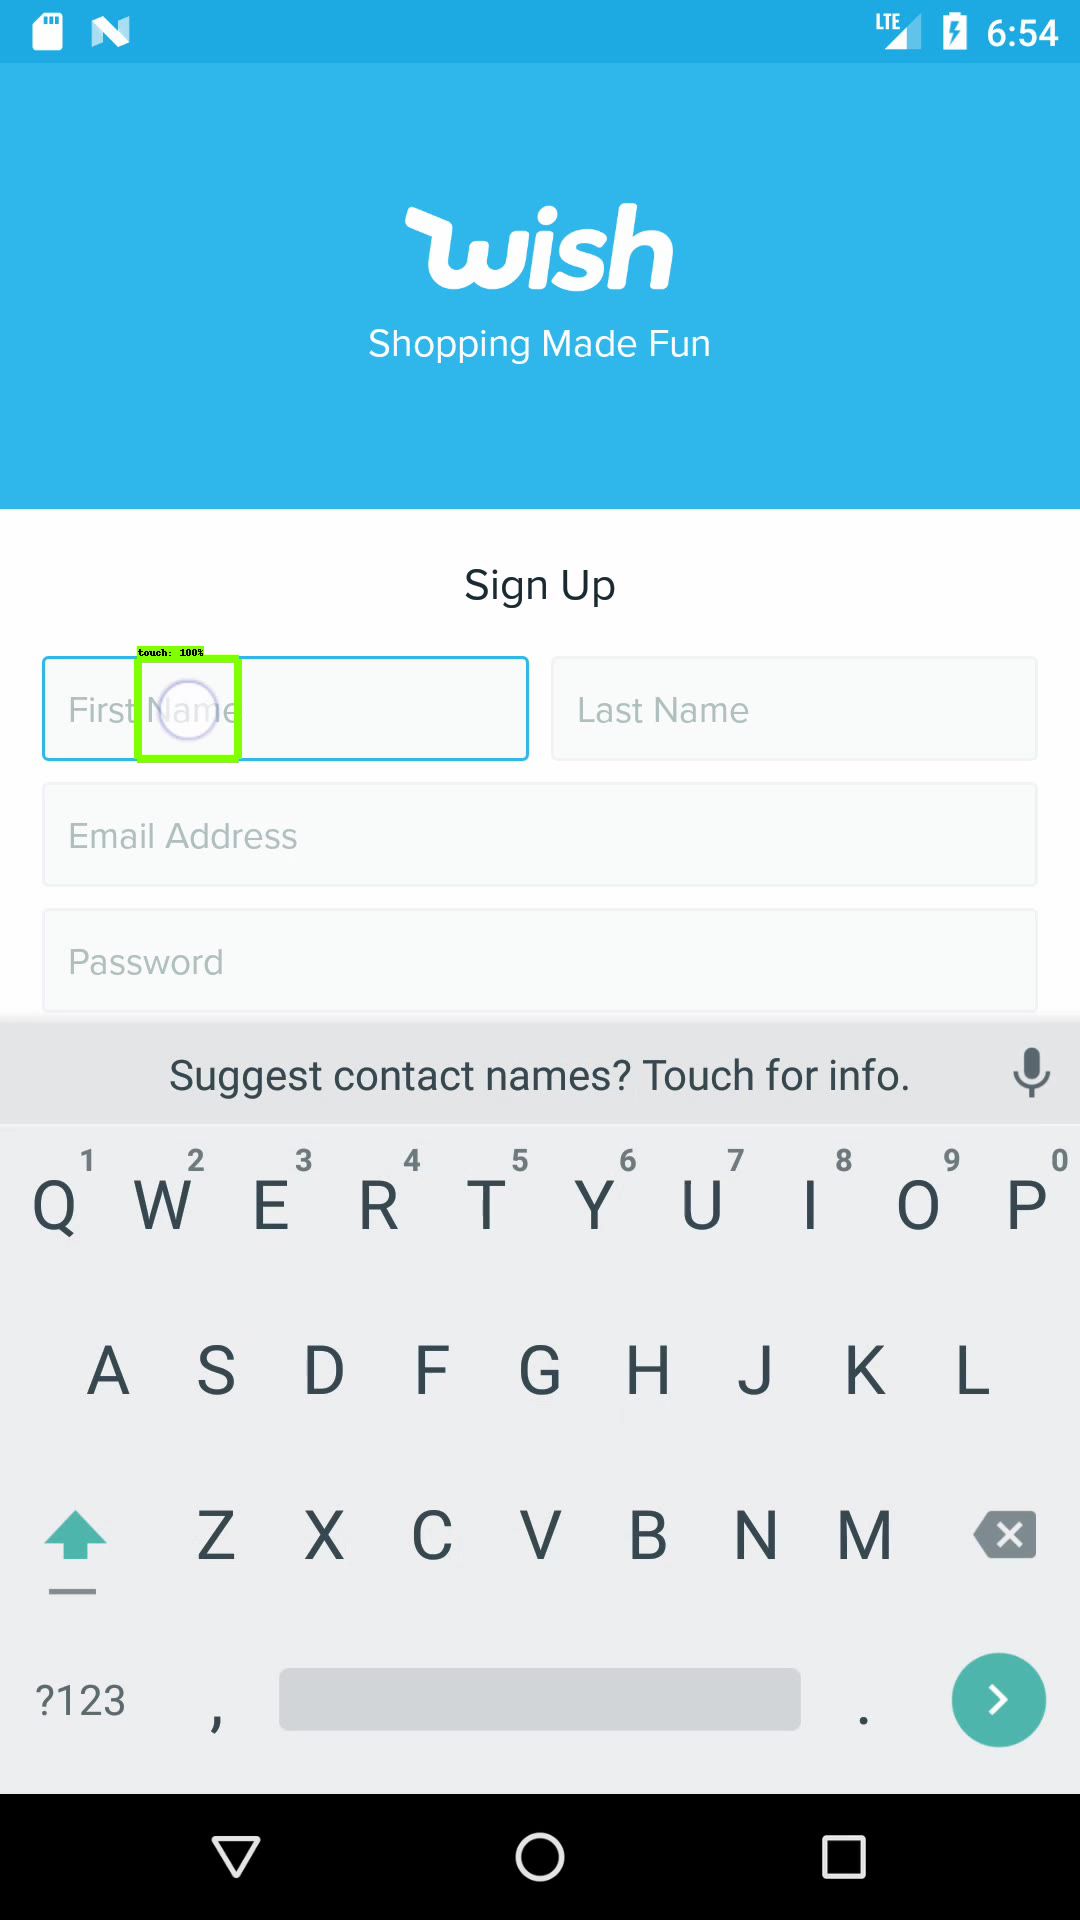 LTE 6:54
wish
Shopping Made Fun
Sign Up
touch: 100%
First Name Last Name
Email Address
Password
Suggest contact names? Touch for info.
1 2 3 4 5 6 7 8 9 0
Q W E R T Y U I O P
A S D F G H J K L
Z X C V B N M
?123 , .